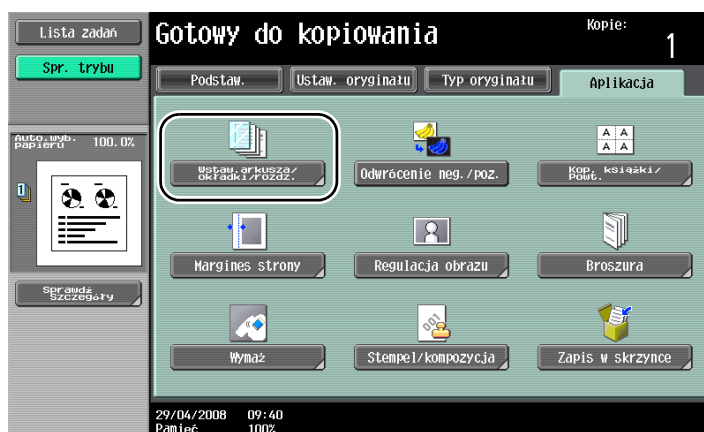 Lista zadań
Gotowy do kopiowania
Kopie:
1
Spr. trybu
Podstaw.
Ustaw. oryginału
Typ oryginału
Aplikacja
Auto.wyb.
papieru
100.0%
Wstaw.arkusza/
okładki/rozdz.
Odwrócenie neg./poz.
Kop. książki/
Powt.
A A
A A
1
Margines strony
Regulacja obrazu
Broszura
Sprawdź
Szczegóły
001
Wymaż
Stempel/kompozycja
Zapis w skrzynce
29/04/2008 09:40
Pamięć 100%